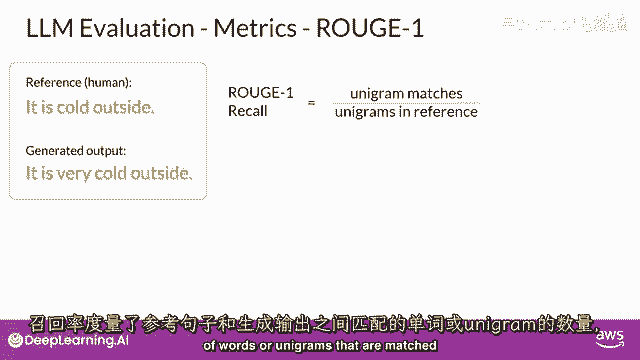 LLM Evaluation - Metrics - ROUGE-1
Reference (human):
It is cold outside.
Generated output:
It is very cold outside.
ROUGE-1
Recall
=
unigram matches
unigrams in reference
召回率度量了参考句子和生成输出之间匹配的单词或unigram的数量,
of words or unigrams that are matched
DeepLearning.AI
aws